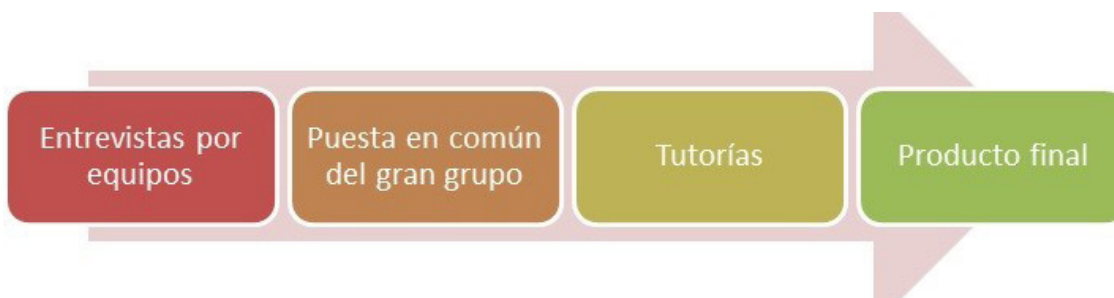 Entrevistas por
equipos
Puesta en común
del gran grupo
Tutorías
Producto final